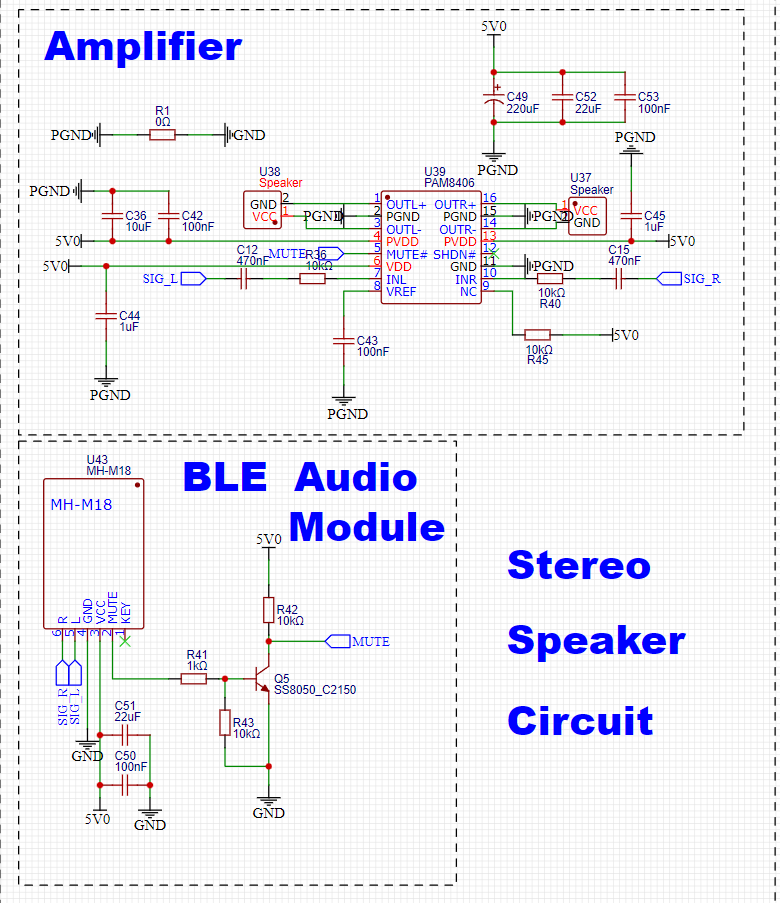 Amplifier
5V0
C49
220uF
C52
22uF
C53
100nF
PGND
PGND
R1
0Ω
PGND
GND
PGND
C36
10uF
C42
100nF
5V0
5V0
U38
Speaker
GND 2
VCC 1
PGND
U39
PAM8406
1 OUTL+ OUTR+ 16
2 PGND PGND 15
3 OUTL- OUTR- 14
4 PVDD PVDD 13
5 MUTE# SHDN# 12
6 VDD GND 11
7 INL INR 10
8 VREF NC 9
U37
Speaker
1 VCC
2 GND
PGND
C45
1uF
5V0
MUTE
C12
470nF
R36
10kΩ
SIG_L
PGND
10kΩ
R40
C15
470nF
SIG_R
C44
1uF
PGND
C43
100nF
PGND
10kΩ
R45
5V0
BLE Audio
Module
U43
MH-M18
MH-M18
6 R
5 L
4 GND
3 VCC
2 MUTE
1 KEY
SIG_R
SIG_L
GND
C51
22uF
C50
100nF
5V0
GND
R41
1kΩ
R43
10kΩ
5V0
R42
10kΩ
MUTE
Q5
SS8050_C2150
GND
Stereo
Speaker
Circuit